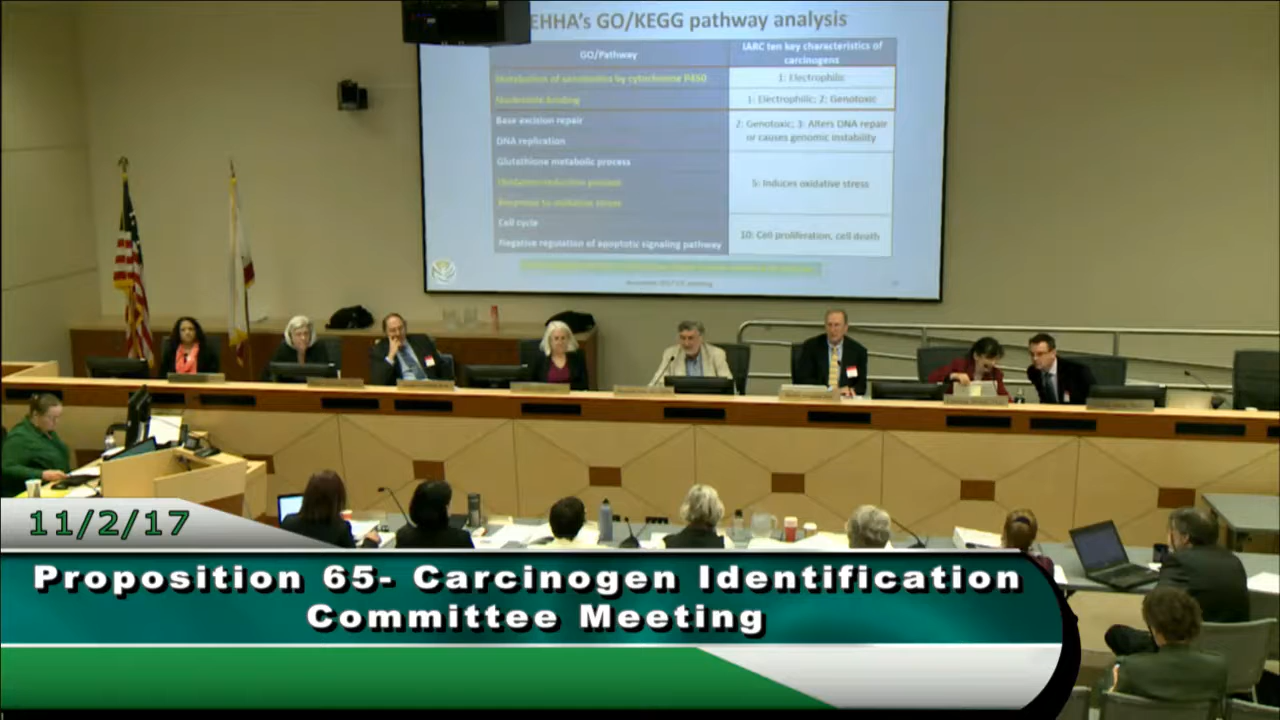 EHHA's GO/KEGG pathway analysis
GO/Pathway
IARC ten key characteristics of
carcinogens
Metabolism of xenobiotics by cytochrome P450
1: Electrophilic
Nucleotide binding
1: Electrophilic; 2: Genotoxic
Base excision repair
2: Genotoxic; 3: Alters DNA repair
or causes genomic instability
DNA replication
Glutathione metabolic process
Oxidation-reduction process
5: Induces oxidative stress
Response to oxidative stress
Cell cycle
10: Cell proliferation, cell death
Negative regulation of apoptotic signaling pathway
11/2/17
Proposition 65- Carcinogen Identification
Committee Meeting